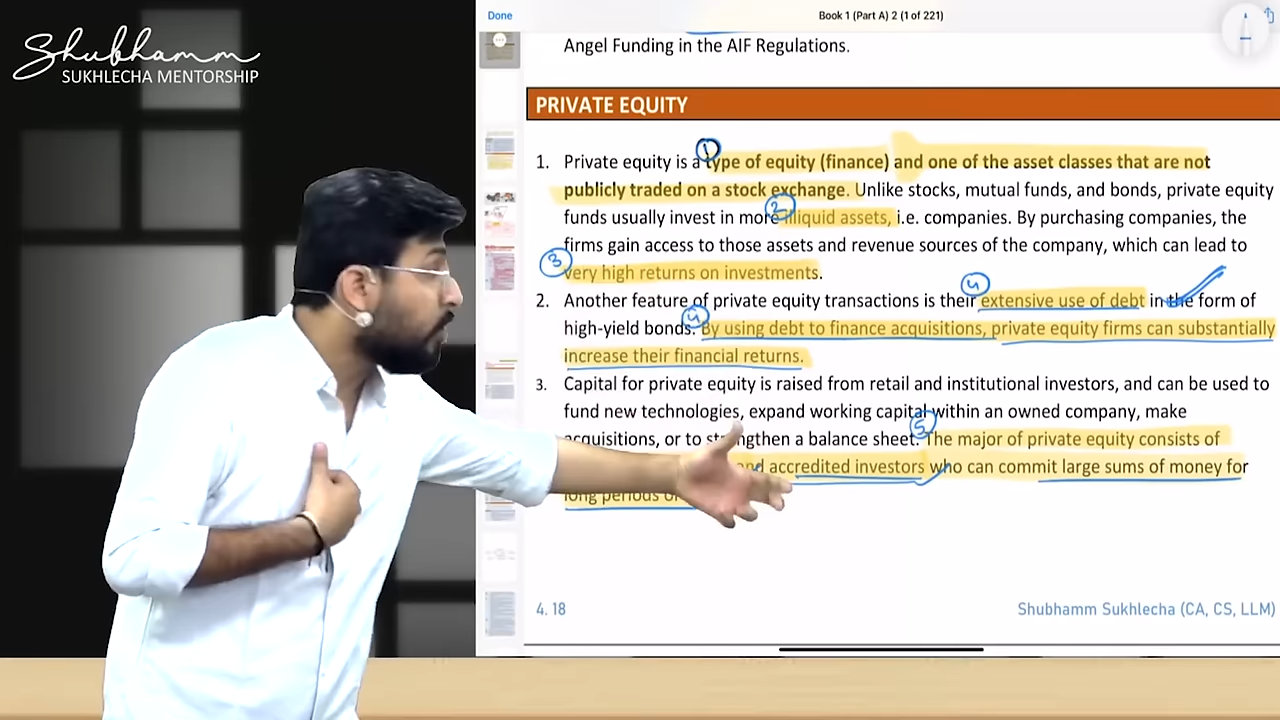 Shubhamm
SUKHLECHA MENTORSHIP
Done
Book 1 (Part A) 2 (1 of 221)
Angel Funding in the AIF Regulations.
PRIVATE EQUITY
1
1. Private equity is a type of equity (finance) and one of the asset classes that are not
publicly traded on a stock exchange. Unlike stocks, mutual funds, and bonds, private equity
2
funds usually invest in more illiquid assets, i.e. companies. By purchasing companies, the
firms gain access to those assets and revenue sources of the company, which can lead to
3
very high returns on investments.
4
2. Another feature of private equity transactions is their extensive use of debt in the form of
4
high-yield bonds. By using debt to finance acquisitions, private equity firms can substantially
increase their financial returns.
3. Capital for private equity is raised from retail and institutional investors, and can be used to
fund new technologies, expand working capital within an owned company, make
5
acquisitions, or to strengthen a balance sheet. The major of private equity consists of
accredited investors who can commit large sums of money for
long periods
4. 18
Shubhamm Sukhlecha (CA, CS, LLM)